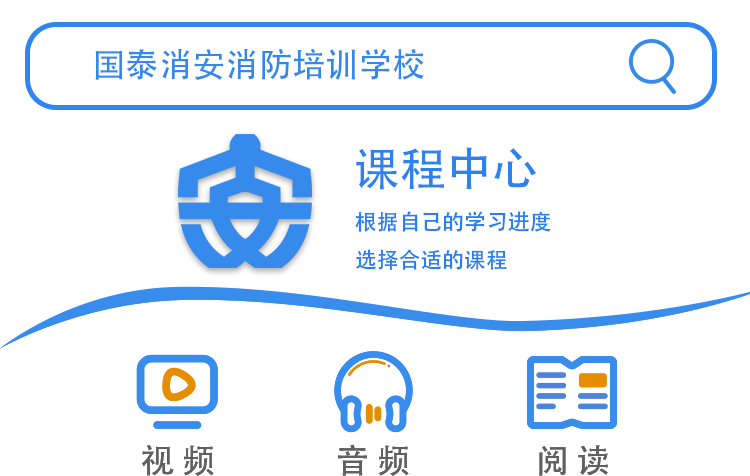 国泰消安消防培训学校
课程中心
根据自己的学习进度
选择合适的课程
视频 音频 阅读